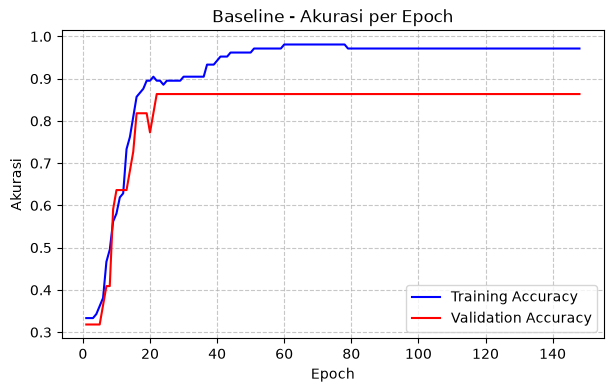 Baseline - Akurasi per Epoch
Akurasi
1.0
0.9
0.8
0.7
0.6
0.5
0.4
0.3
0 20 40 60 80 100 120 140
Epoch
Training Accuracy
Validation Accuracy